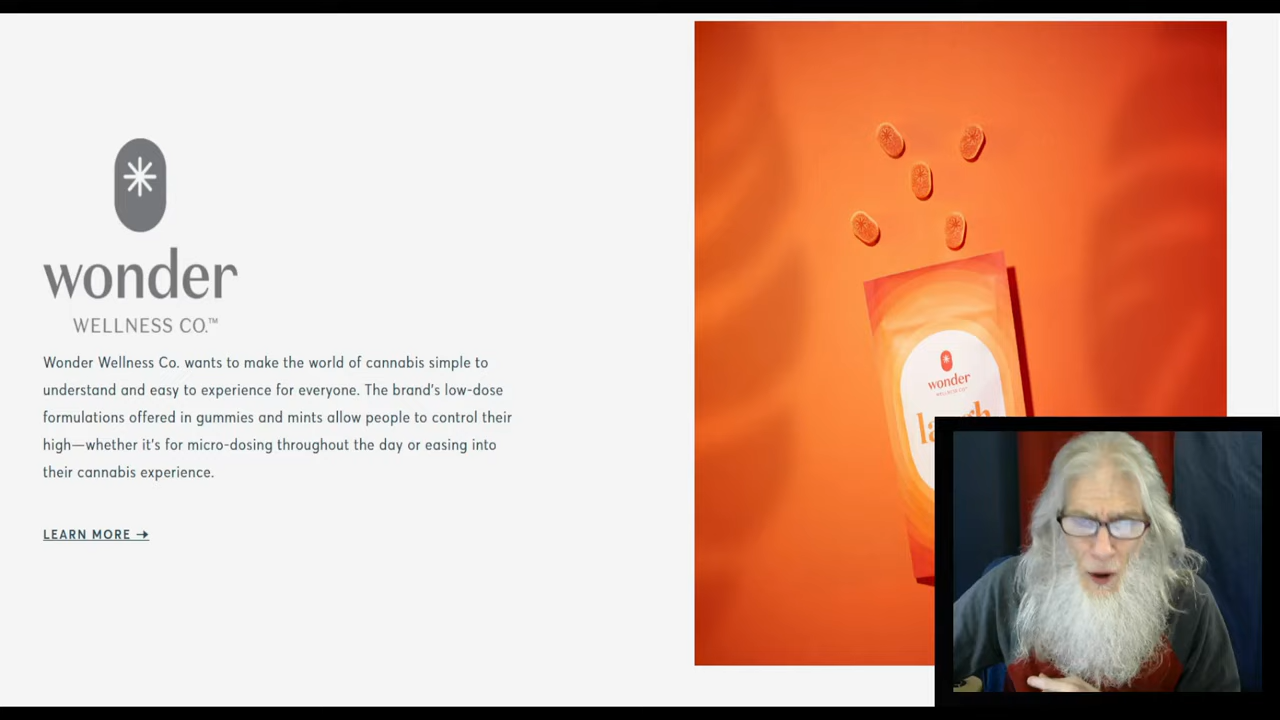 wonder
WELLNESS CO.™
Wonder Wellness Co. wants to make the world of cannabis simple to
understand and easy to experience for everyone. The brand's low-dose
formulations offered in gummies and mints allow people to control their
high—whether it's for micro-dosing throughout the day or easing into
their cannabis experience.
LEARN MORE →
wonder
WELLNESS CO.